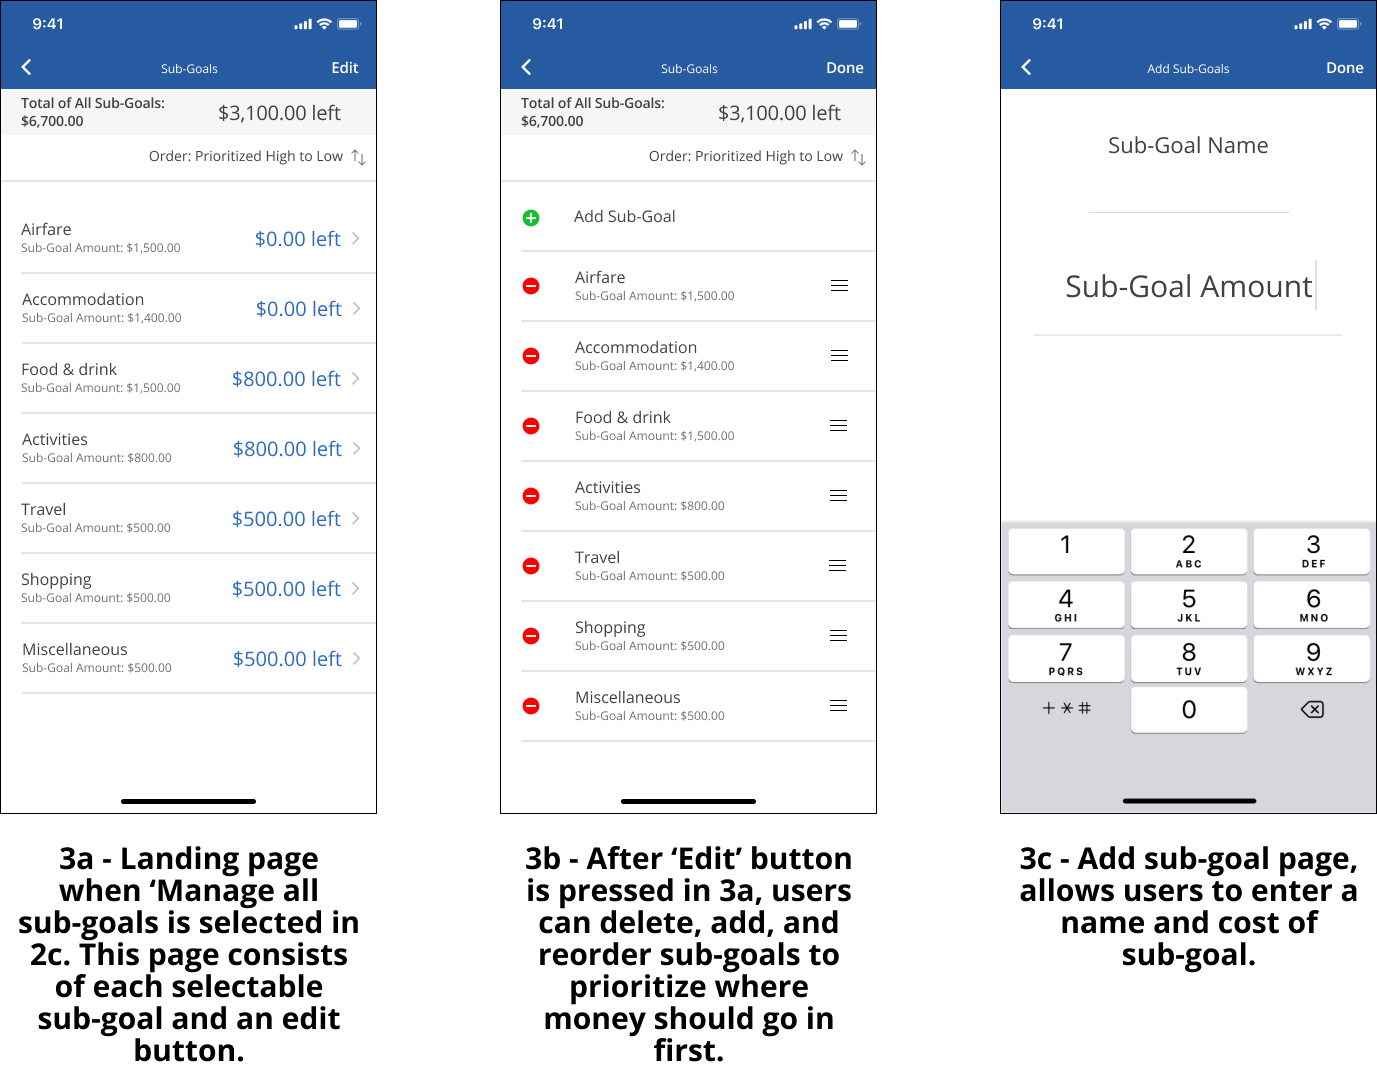 9:41
Sub-Goals
Edit
Total of All Sub-Goals:
$6,700.00
$3,100.00 left
Order: Prioritized High to Low
Airfare
Sub-Goal Amount: $1,500.00
$0.00 left
Accommodation
Sub-Goal Amount: $1,400.00
$0.00 left
Food & drink
Sub-Goal Amount: $1,500.00
$800.00 left
Activities
Sub-Goal Amount: $800.00
$800.00 left
Travel
Sub-Goal Amount: $500.00
$500.00 left
Shopping
Sub-Goal Amount: $500.00
$500.00 left
Miscellaneous
Sub-Goal Amount: $500.00
$500.00 left
3a - Landing page
when ‘Manage all
sub-goals is selected in
2c. This page consists
of each selectable
sub-goal and an edit
button.
9:41
Sub-Goals
Done
Total of All Sub-Goals:
$6,700.00
$3,100.00 left
Order: Prioritized High to Low
Add Sub-Goal
Airfare
Sub-Goal Amount: $1,500.00
Accommodation
Sub-Goal Amount: $1,400.00
Food & drink
Sub-Goal Amount: $1,500.00
Activities
Sub-Goal Amount: $800.00
Travel
Sub-Goal Amount: $500.00
Shopping
Sub-Goal Amount: $500.00
Miscellaneous
Sub-Goal Amount: $500.00
3b - After ‘Edit’ button
is pressed in 3a, users
can delete, add, and
reorder sub-goals to
prioritize where
money should go in
first.
9:41
Add Sub-Goals
Done
Sub-Goal Name
Sub-Goal Amount
1
2
ABC
3
DEF
4
GHI
5
JKL
6
MNO
7
PQRS
8
TUV
9
WXYZ
+ * #
0
3c - Add sub-goal page,
allows users to enter a
name and cost of
sub-goal.